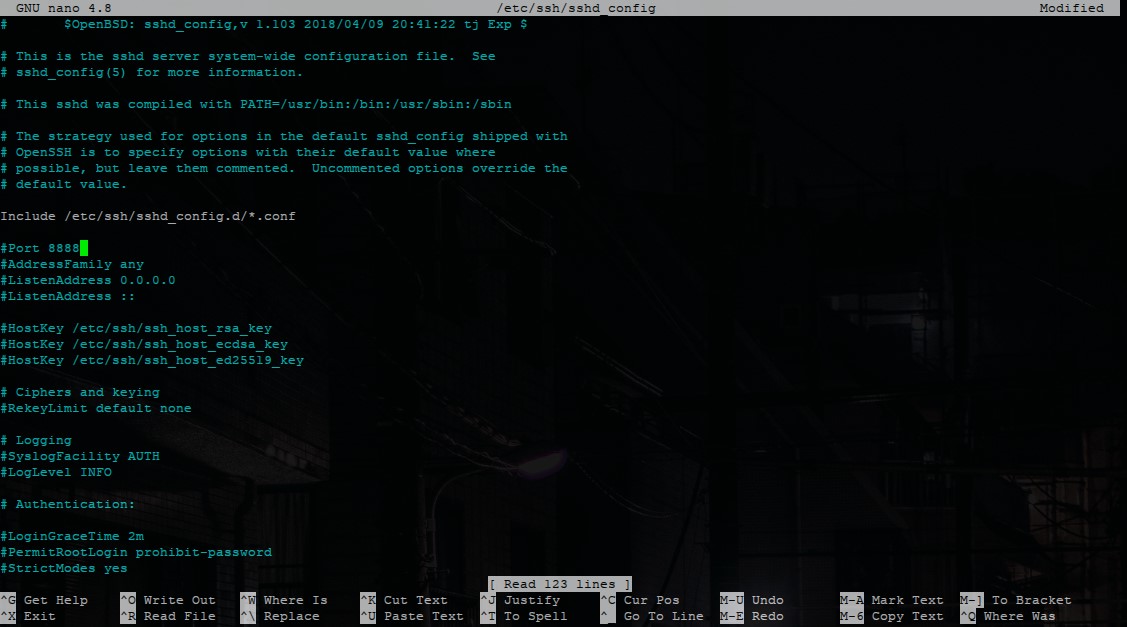 GNU nano 4.8 /etc/ssh/sshd_config Modified
# $OpenBSD: sshd_config,v 1.103 2018/04/09 20:41:22 tj Exp $
# This is the sshd server system-wide configuration file. See
# sshd_config(5) for more information.
# This sshd was compiled with PATH=/usr/bin:/bin:/usr/sbin:/sbin
# The strategy used for options in the default sshd_config shipped with
# OpenSSH is to specify options with their default value where
# possible, but leave them commented. Uncommented options override the
# default value.
Include /etc/ssh/sshd_config.d/*.conf
#Port 8888
#AddressFamily any
#ListenAddress 0.0.0.0
#ListenAddress ::
#HostKey /etc/ssh/ssh_host_rsa_key
#HostKey /etc/ssh/ssh_host_ecdsa_key
#HostKey /etc/ssh/ssh_host_ed25519_key
# Ciphers and keying
#RekeyLimit default none
# Logging
#SyslogFacility AUTH
#LogLevel INFO
# Authentication:
#LoginGraceTime 2m
#PermitRootLogin prohibit-password
#StrictModes yes
[ Read 123 lines ]
^G Get Help ^O Write Out ^W Where Is ^K Cut Text ^J Justify ^C Cur Pos M-U Undo M-A Mark Text M-] To Bracket
^X Exit ^R Read File ^\ Replace ^U Paste Text ^T To Spell ^_ Go To Line M-E Redo M-6 Copy Text ^Q Where Was